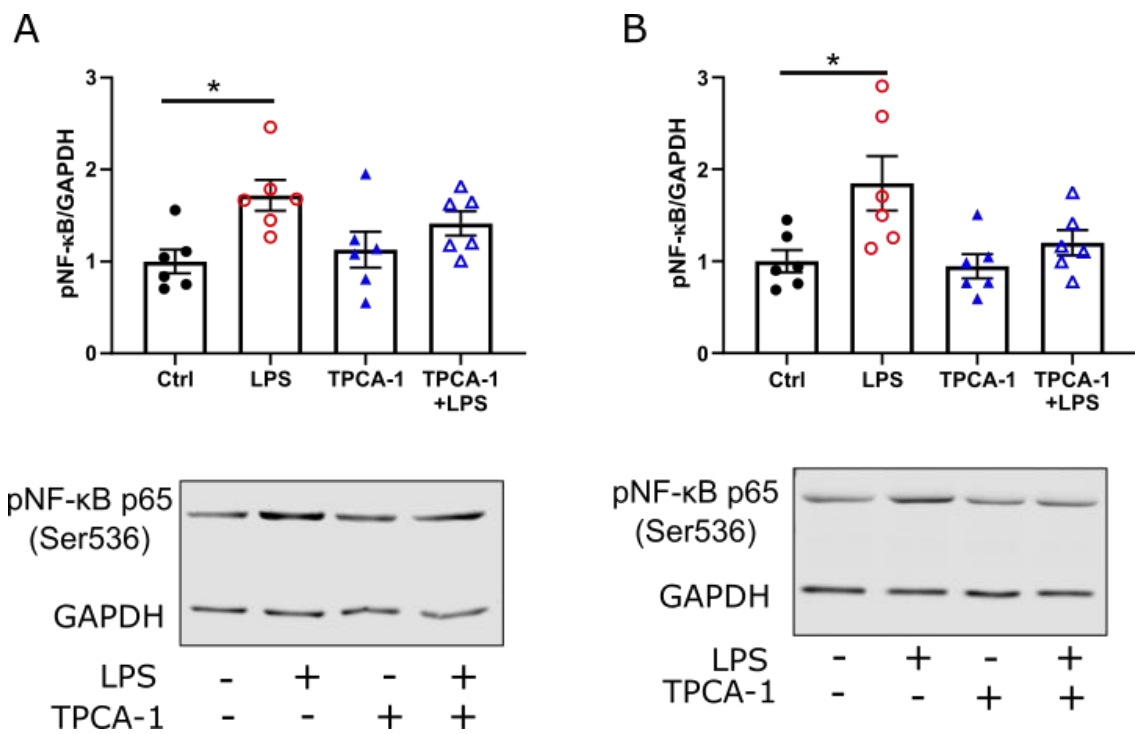 A
3
2
1
0
pNF-κB/GAPDH
*
Ctrl
LPS
TPCA-1
TPCA-1
+LPS
pNF-κB p65
(Ser536)
GAPDH
LPS - + - +
TPCA-1 - - + +
B
3
2
1
0
pNF-κB/GAPDH
*
Ctrl
LPS
TPCA-1
TPCA-1
+LPS
pNF-κB p65
(Ser536)
GAPDH
LPS - + - +
TPCA-1 - - + +